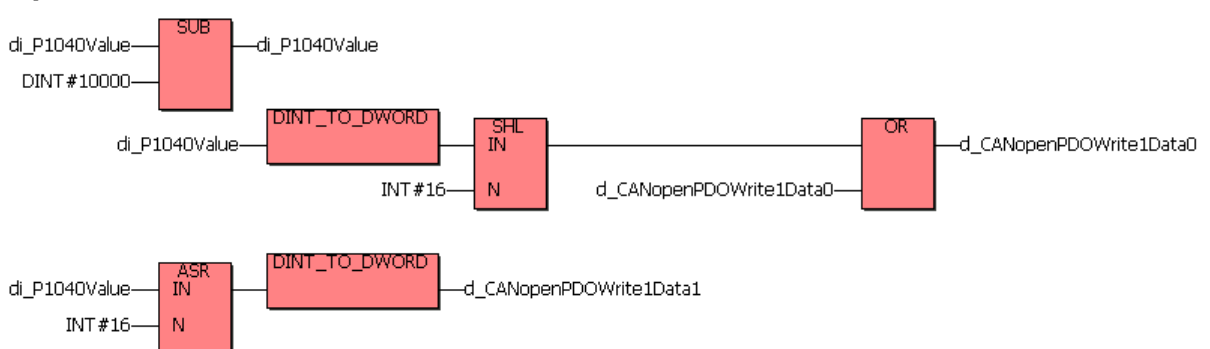 SUB
di_P1040Value
di_P1040Value
DINT#10000
DINT_TO_DWORD
SHL
OR
di_P1040Value
IN
d_CANopenPDOWrite1Data0
INT#16
N
d_CANopenPDOWrite1Data0
ASR
DINT_TO_DWORD
di_P1040Value
IN
d_CANopenPDOWrite1Data1
INT#16
N